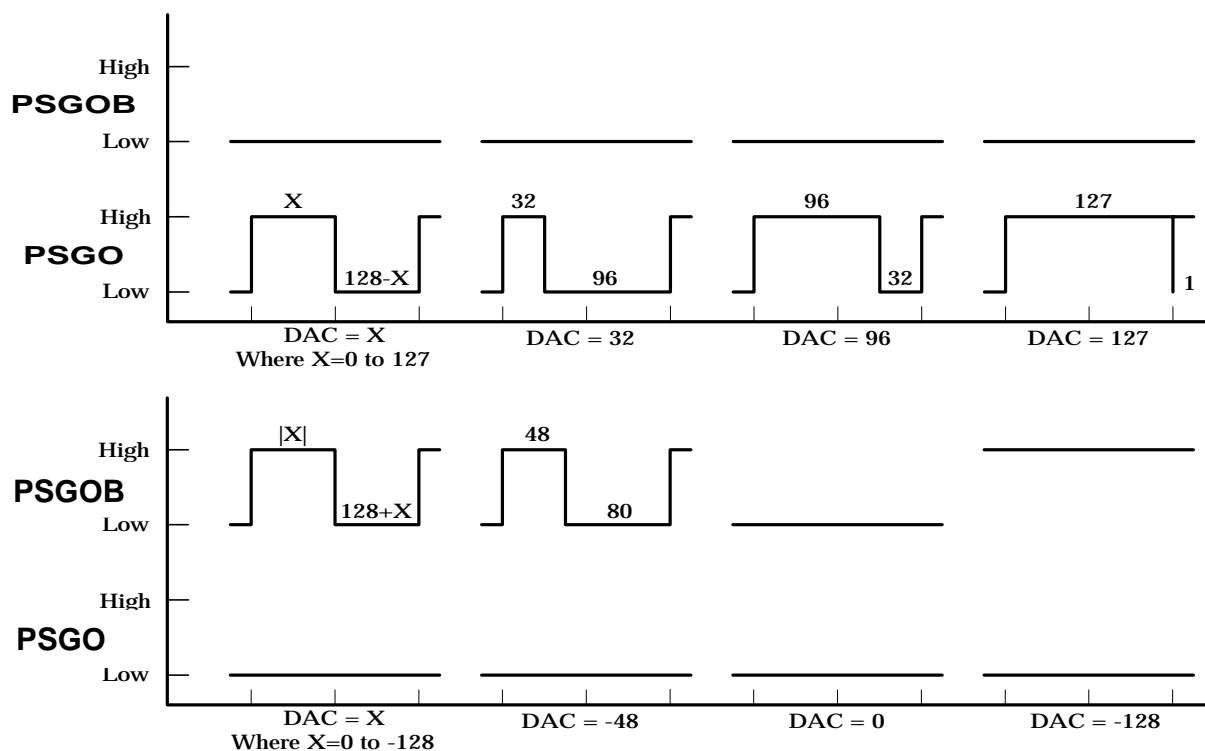 High
PSGOB
Low
X
32
96
127
High
PSGO
128-X
96
32
1
Low
DAC = X
DAC = 32
DAC = 96
DAC = 127
Where X=0 to 127
|X|
48
High
PSGOB
128+X
80
Low
High
PSGO
Low
DAC = X
DAC = -48
DAC = 0
DAC = -128
Where X=0 to -128